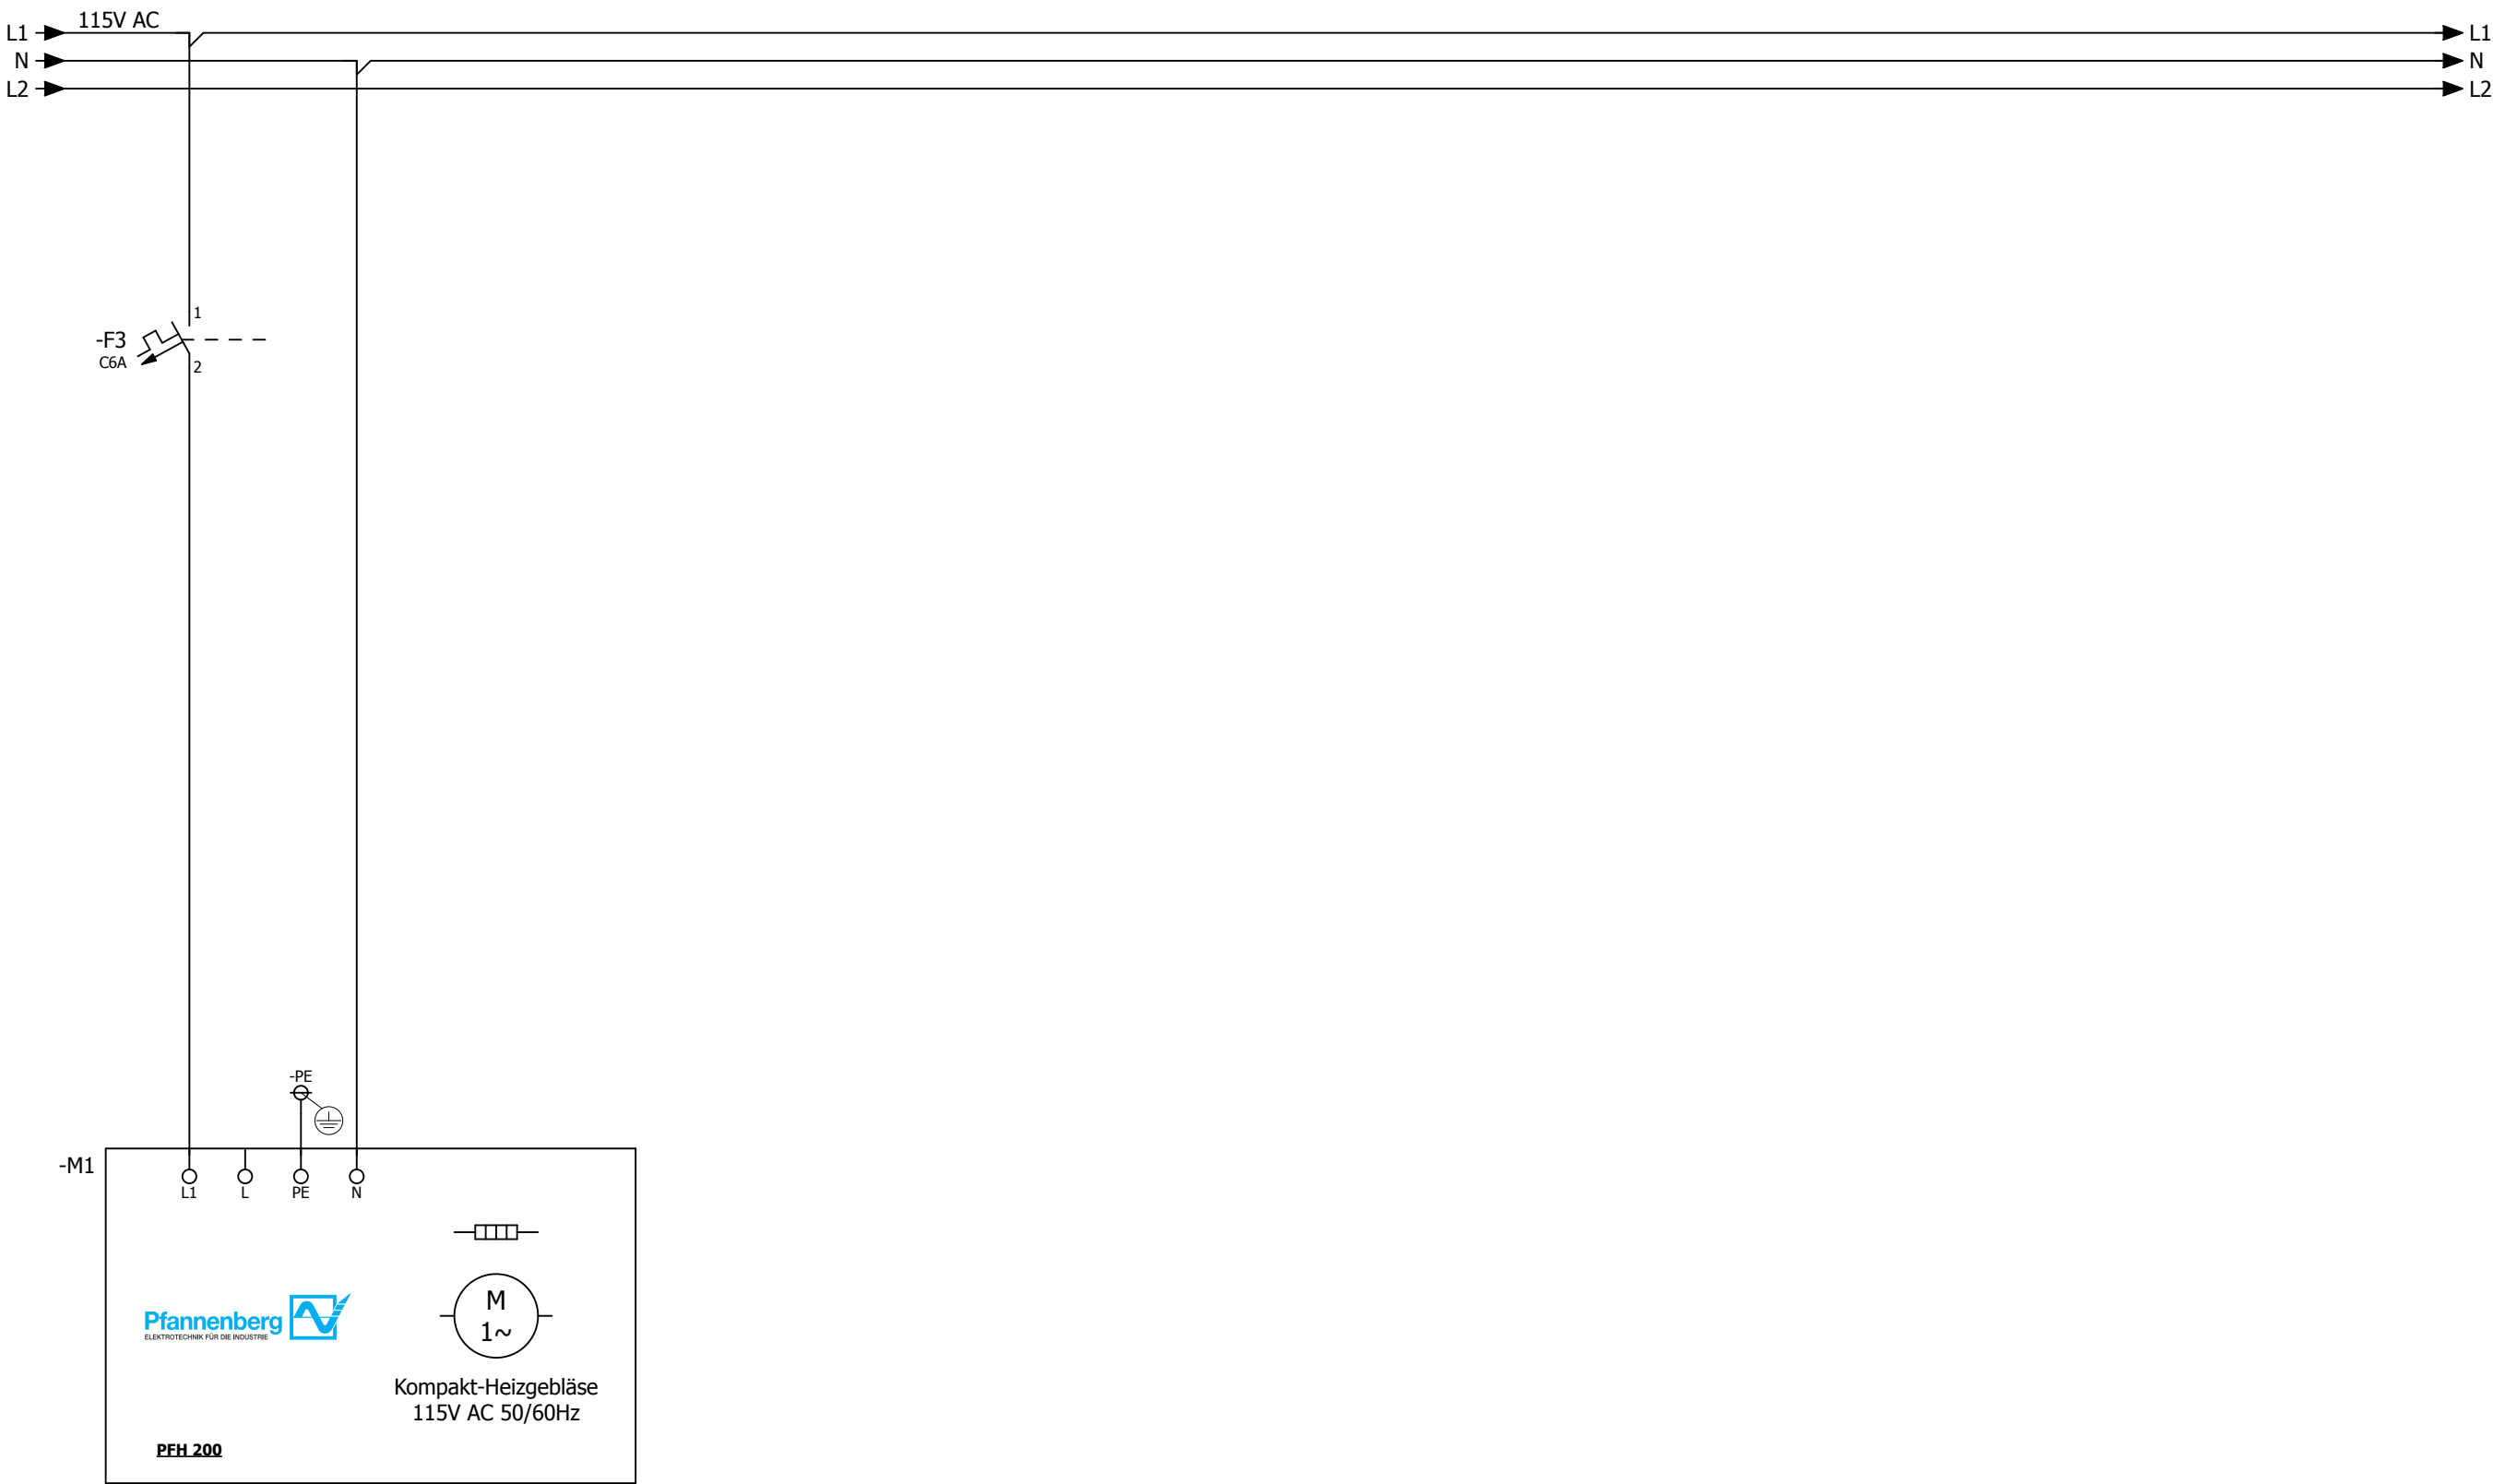 115V AC
L1
L1
N
N
L2
L2
1
-F3
C6A
2
-PE
-M1
L1
L
PE
N
M
1~
Pfannenberg
ELEKTROTECHNIK FÜR DIE INDUSTRIE
Kompakt-Heizgebläse
115V AC 50/60Hz
PFH 200